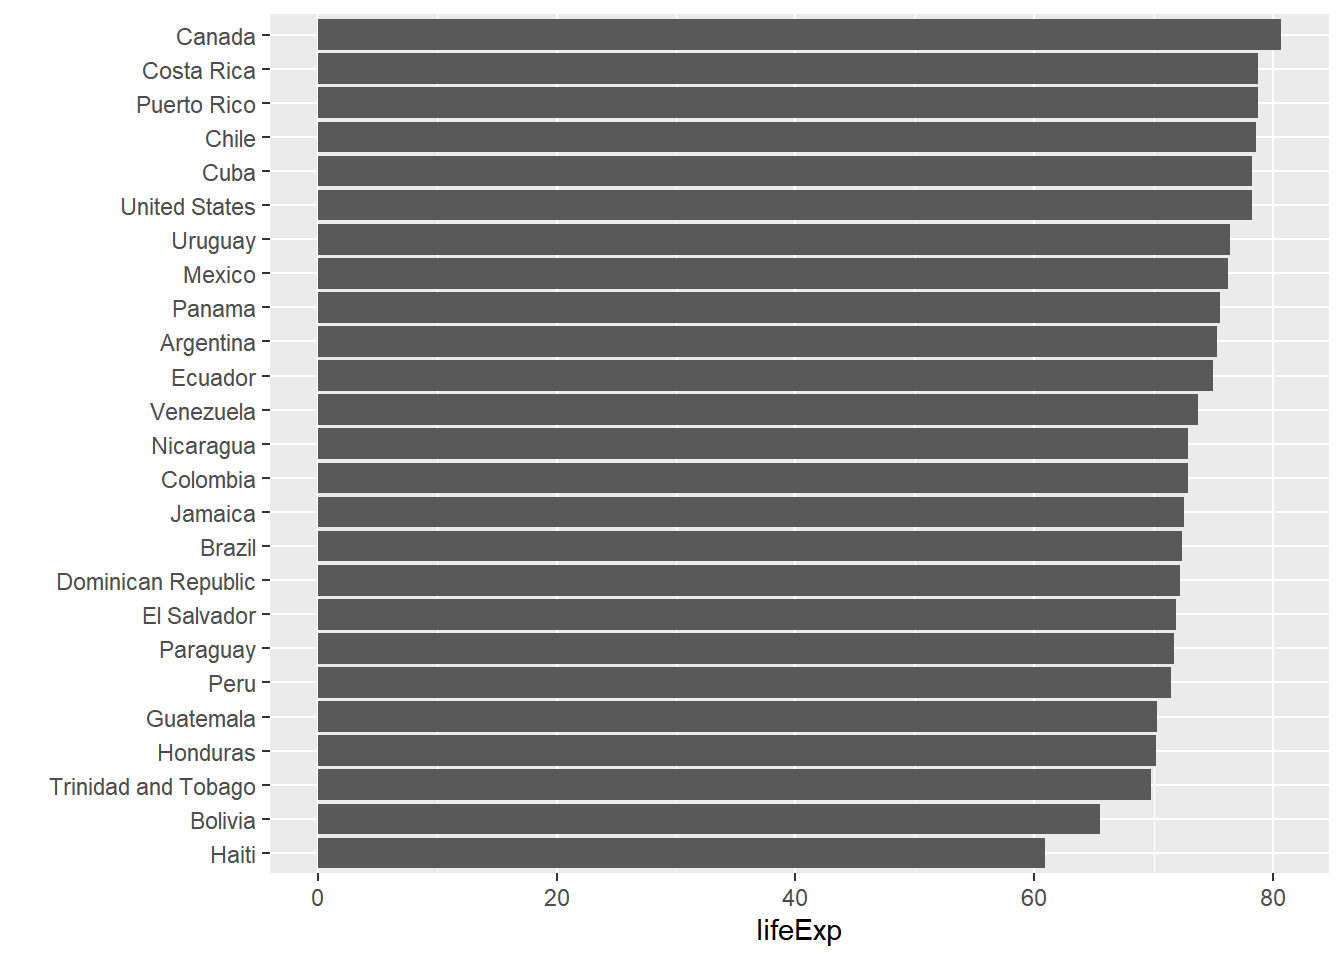 Canada
Costa Rica
Puerto Rico
Chile
Cuba
United States
Uruguay
Mexico
Panama
Argentina
Ecuador
Venezuela
Nicaragua
Colombia
Jamaica
Brazil
Dominican Republic
El Salvador
Paraguay
Peru
Guatemala
Honduras
Trinidad and Tobago
Bolivia
Haiti
0 20 40 60 80
lifeExp